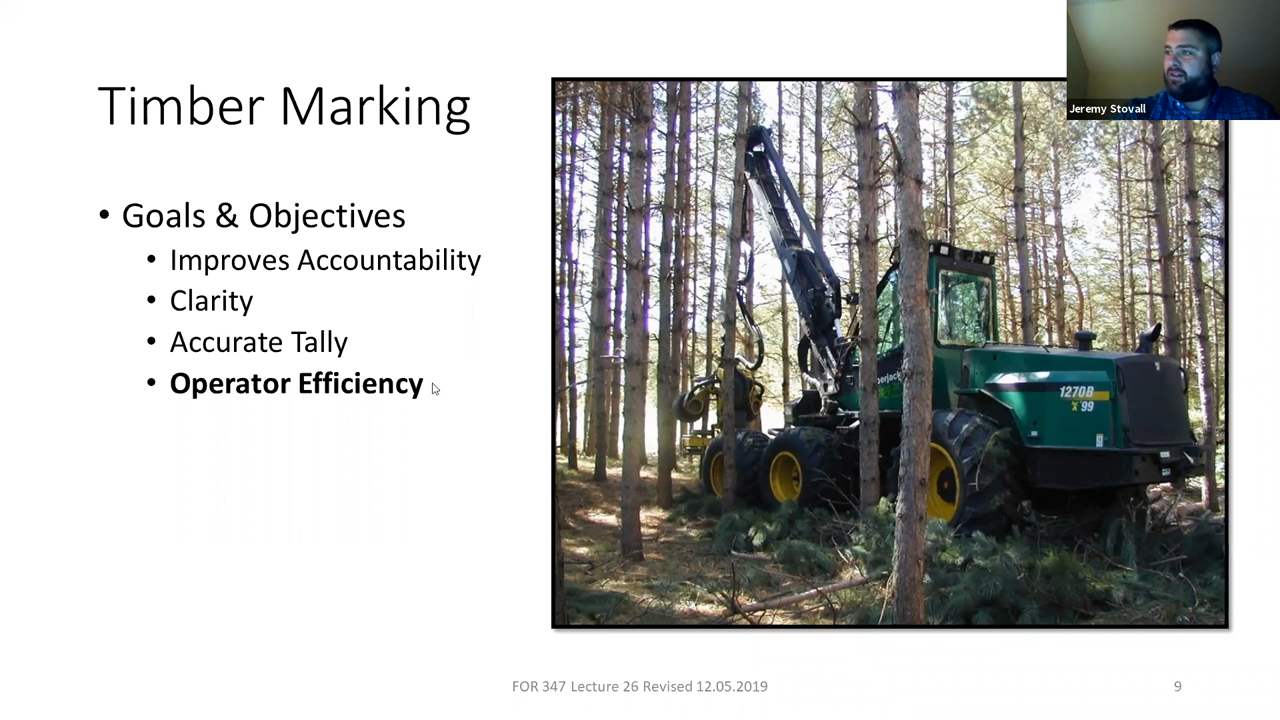 Timber Marking
Jeremy Stovall
• Goals & Objectives
• Improves Accountability
• Clarity
• Accurate Tally
• Operator Efficiency
1270B
99
FOR 347 Lecture 26 Revised 12.05.2019
9